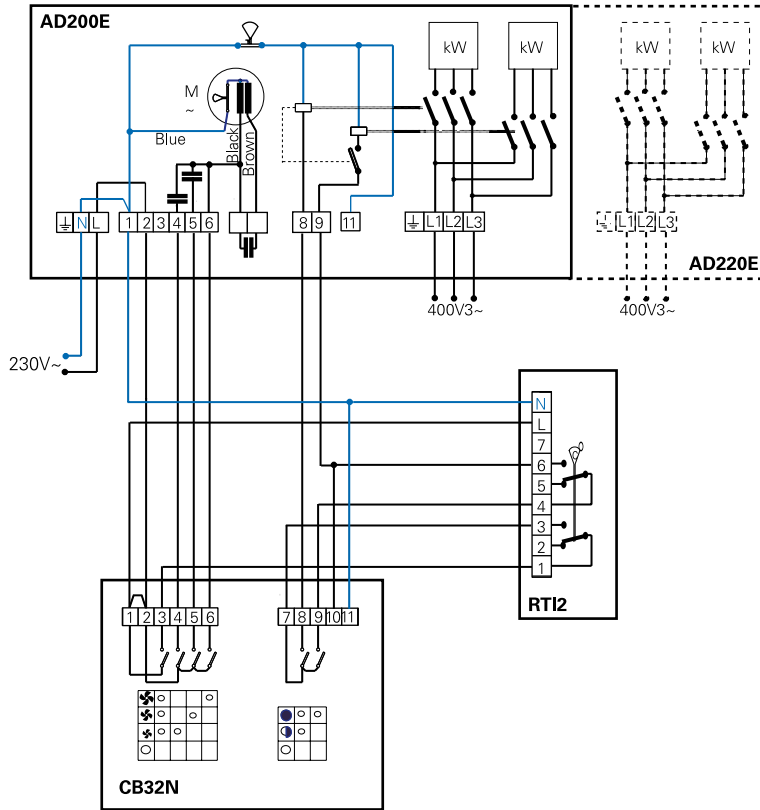 AD200E
kW kW
kW kW
M
~
Blue
Black
Brown
N L 1 2 3 4 5 6
8 9 11
L1 L2 L3
L1 L2 L3
AD220E
400V3~
400V3~
230V~
N
L
7
6
5
4
3
2
1
RTI2
1 2 3 4 5 6
7 8 9 10 11
CB32N